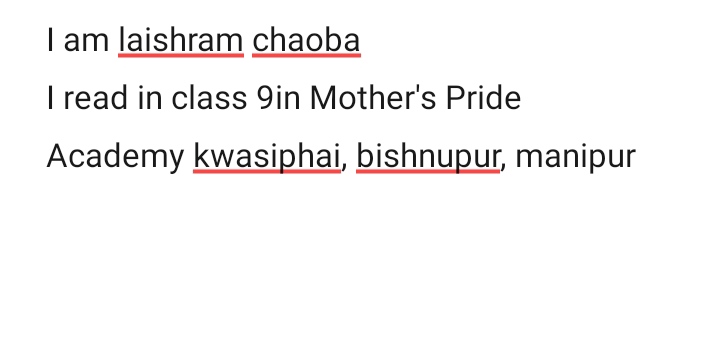 I am laishram chaoba
I read in class 9in Mother's Pride
Academy kwasiphai, bishnupur, manipur